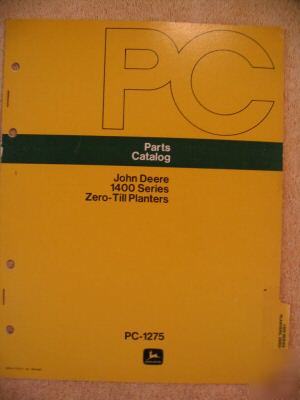 PC
Parts
Catalog
John Deere
1400 Series
Zero-Till Planters
PC-1275